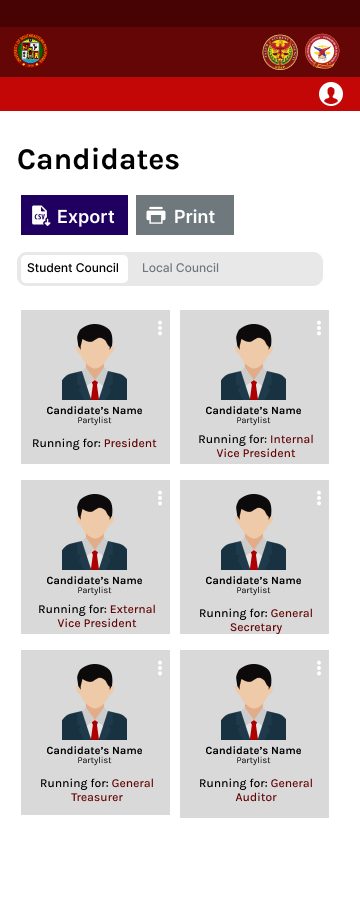 Candidates
CSV
Export
Print
Student Council
Local Council
Candidate's Name
Partylist
Running for: President
Candidate's Name
Partylist
Running for: Internal
Vice President
Candidate's Name
Partylist
Running for: External
Vice President
Candidate's Name
Partylist
Running for: General
Secretary
Candidate's Name
Partylist
Running for: General
Treasurer
Candidate's Name
Partylist
Running for: General
Auditor